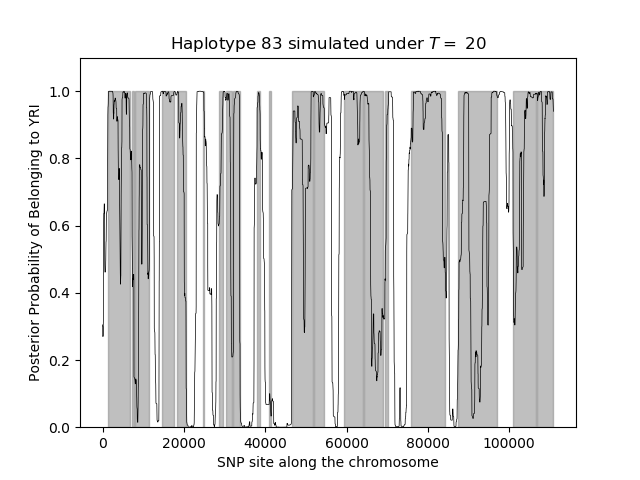 Haplotype 83 simulated under T = 20
Posterior Probability of Belonging to YRI
1.0
0.8
0.6
0.4
0.2
0.0
0 20000 40000 60000 80000 100000
SNP site along the chromosome